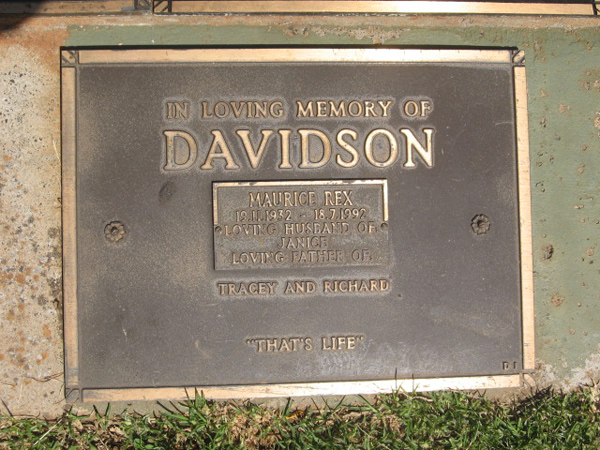 IN LOVING MEMORY OF
DAVIDSON
MAURICE REX
19.11.1932 - 18.7.1992
LOVING HUSBAND OF
JANICE
LOVING FATHER OF
TRACEY AND RICHARD
"THAT'S LIFE"